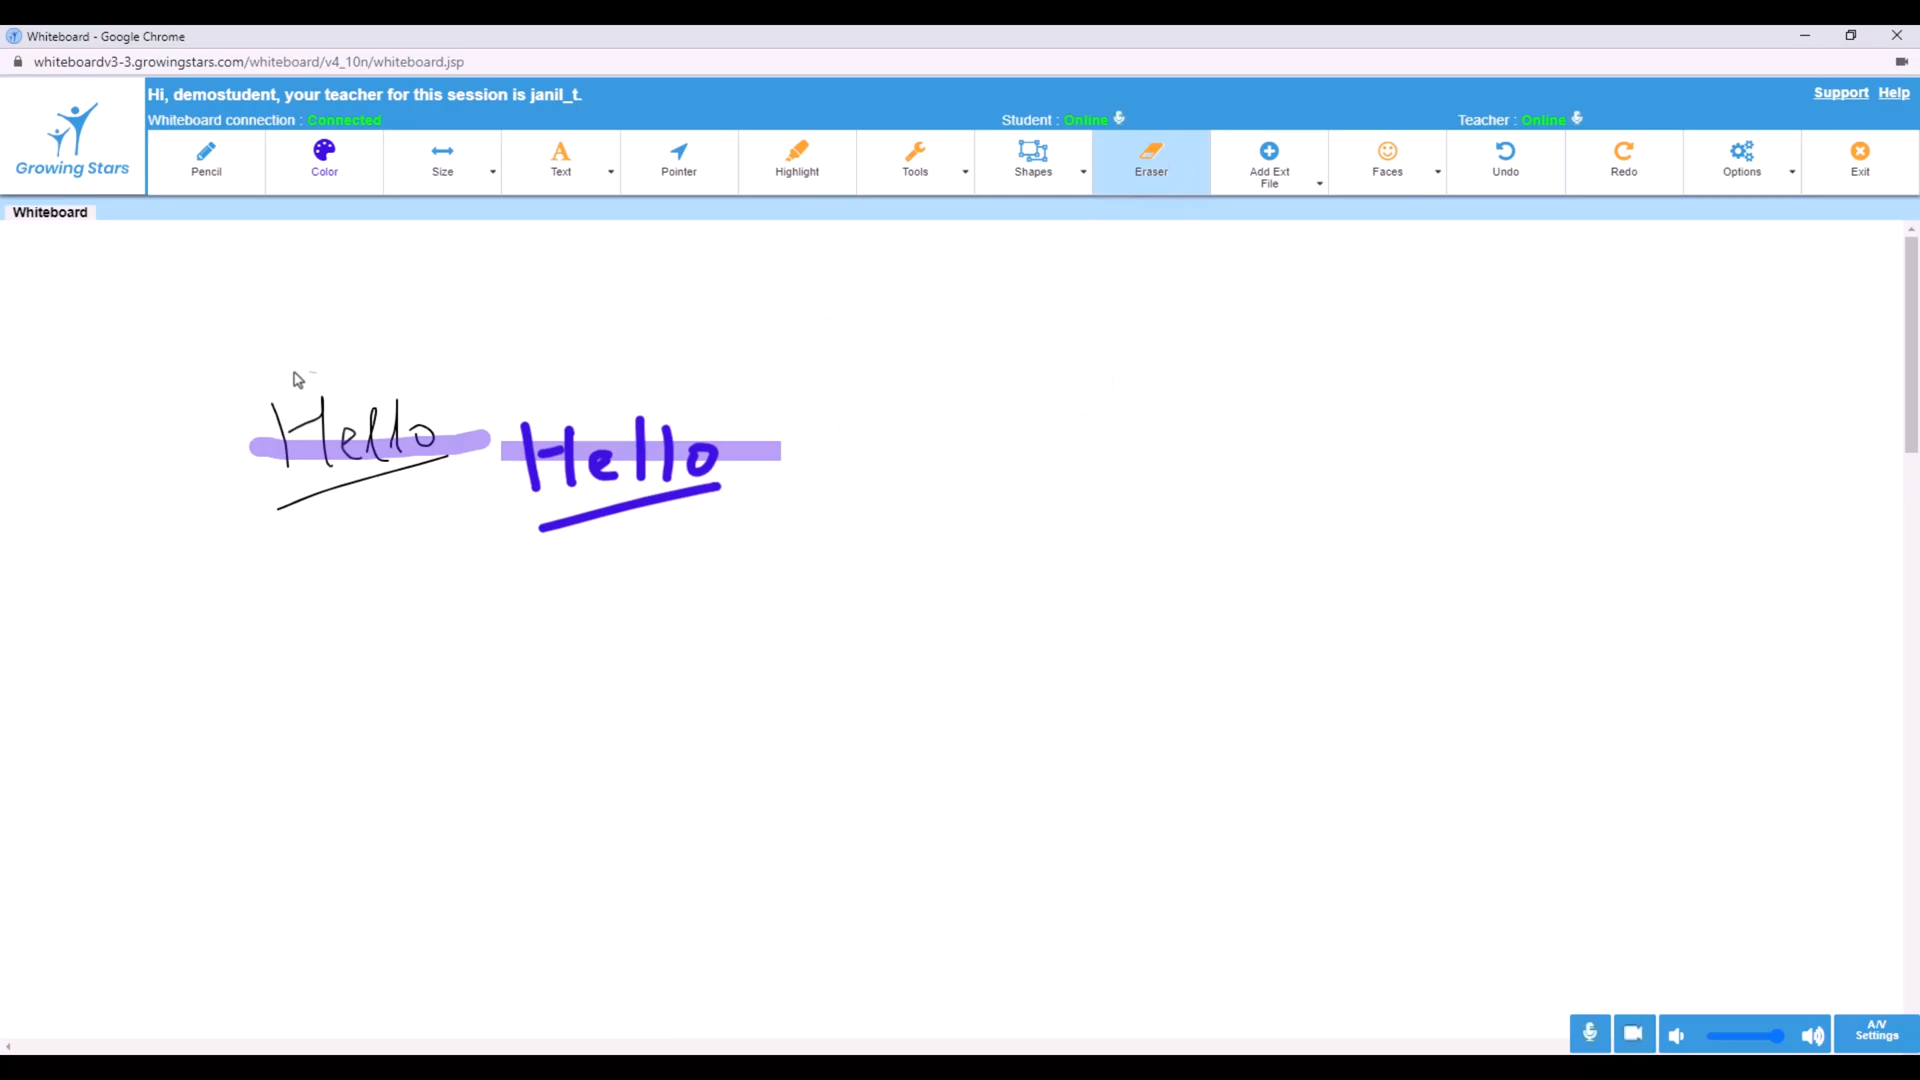 Whiteboard - Google Chrome
whiteboardv3-3.growingstars.com/whiteboard/v4_10n/whiteboard.jsp
Growing Stars
Hi, demostudent, your teacher for this session is janil_t.
Support Help
Whiteboard connection : Connected
Student : Online
Teacher : Online
Pencil
Color
Size
Text
Pointer
Highlight
Tools
Shapes
Eraser
Add Ext
File
Faces
Undo
Redo
Options
Exit
Whiteboard
Hello
Hello
A/V
Settings